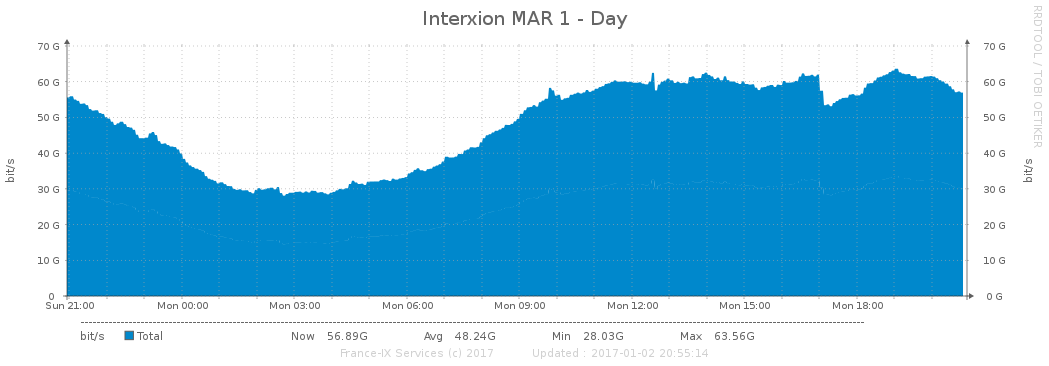 Interxion MAR 1 - Day
RRDTOOL / TOBI OETIKER
bit/s
70 G 70 G
60 G 60 G
50 G 50 G
40 G 40 G
30 G 30 G
20 G 20 G
10 G 10 G
0 0 G
bit/s
Sun 21:00 Mon 00:00 Mon 03:00 Mon 06:00 Mon 09:00 Mon 12:00 Mon 15:00 Mon 18:00
bit/s Total Now 56.89G Avg 48.24G Min 28.03G Max 63.56G
France-IX Services (c) 2017 Updated : 2017-01-02 20:55:14